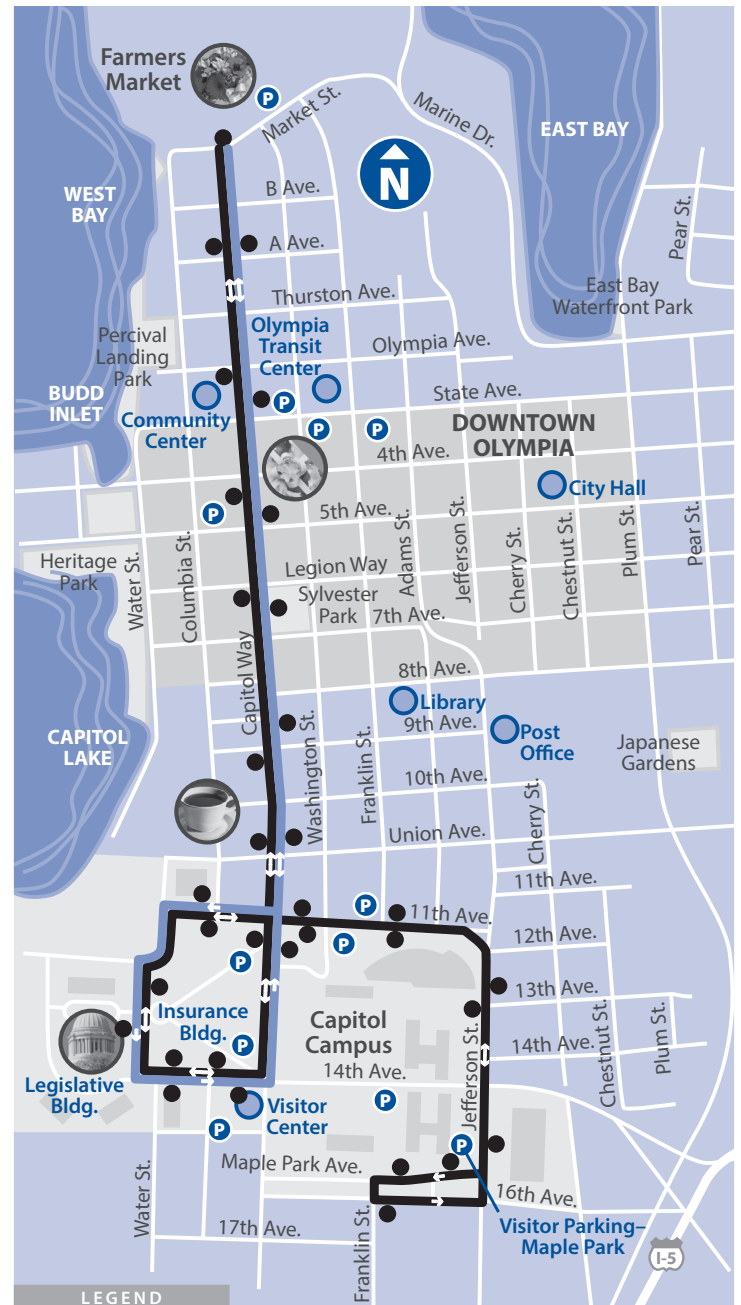 Farmers
Market
P
Market St.
Marine Dr.
EAST BAY
N
WEST
BAY
B Ave.
A Ave.
Pear St.
Thurston Ave.
East Bay
Waterfront Park
Percival
Landing
Park
Olympia
Transit
Center
Olympia Ave.
BUDD
INLET
Community
Center
P
State Ave.
P
P
DOWNTOWN
OLYMPIA
4th Ave.
City Hall
P
5th Ave.
Adams St.
Jefferson St.
Cherry St.
Chestnut St.
Plum St.
Pear St.
Heritage
Park
Water St.
Columbia St.
Legion Way
Sylvester
Park
7th Ave.
Capitol Way
8th Ave.
Library
9th Ave.
Post
Office
CAPITOL
LAKE
Washington St.
Franklin St.
Japanese
Gardens
10th Ave.
Cherry St.
Union Ave.
11th Ave.
P
11th Ave.
P
P
12th Ave.
13th Ave.
Insurance
Bldg.
Capitol
Campus
Jefferson St.
Chestnut St.
Plum St.
P
14th Ave.
14th Ave.
Legislative
Bldg.
P
Visitor
Center
P
P
Maple Park Ave.
16th Ave.
Water St.
17th Ave.
Franklin St.
Visitor Parking–
Maple Park
I-5
LEGEND